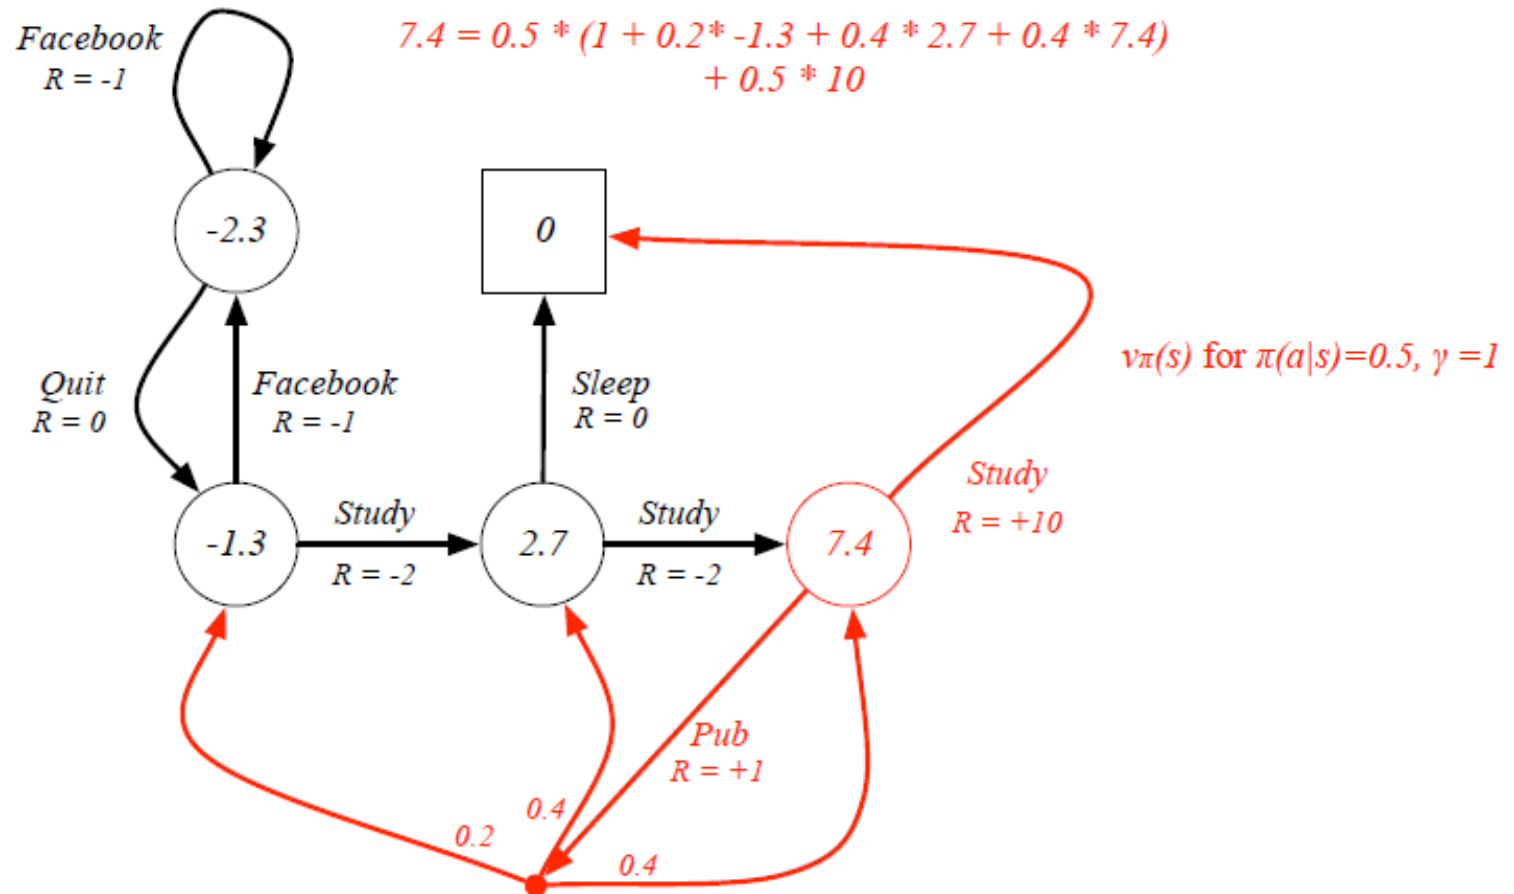 Facebook
R = -1
7.4 = 0.5 * (1 + 0.2* -1.3 + 0.4 * 2.7 + 0.4 * 7.4)
+ 0.5 * 10
-2.3
0
vπ(s) for π(a|s)=0.5, γ =1
Quit
R = 0
Facebook
R = -1
Sleep
R = 0
Study
R = +10
-1.3
Study
R = -2
2.7
Study
R = -2
7.4
Pub
R = +1
0.2
0.4
0.4